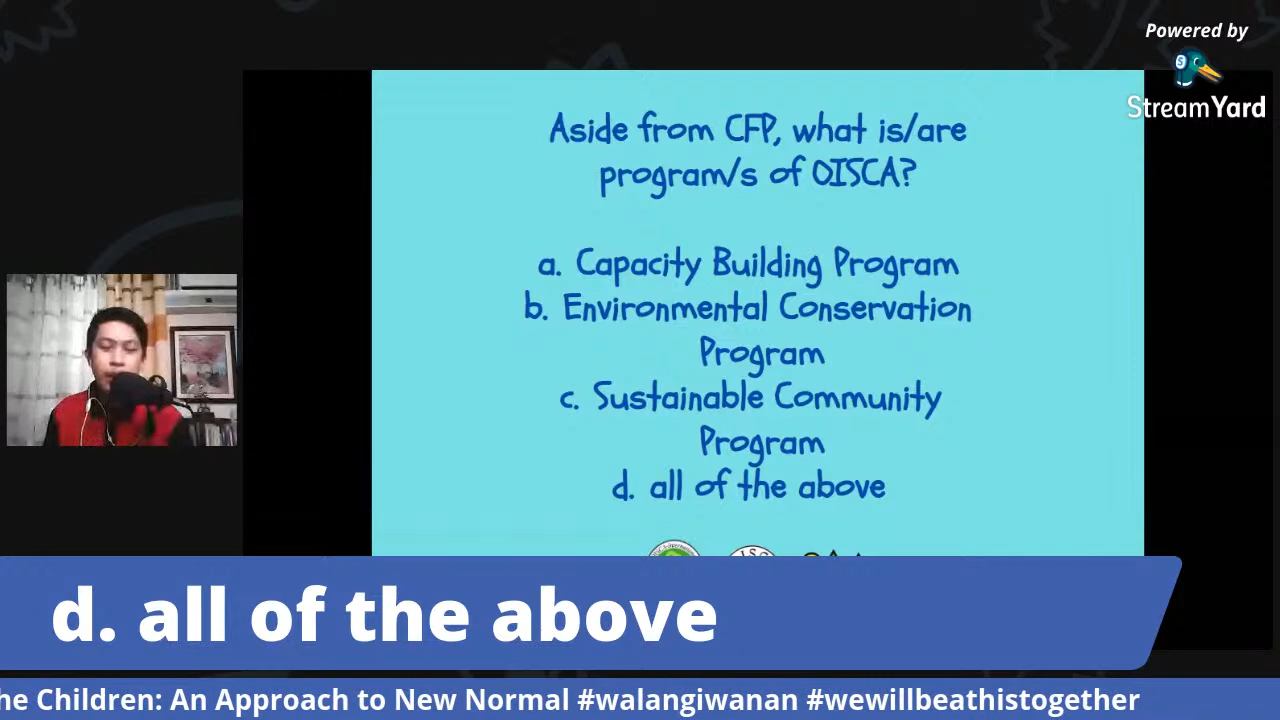 Powered by
StreamYard
Aside from CFP, what is/are
program/s of OISCA?
a. Capacity Building Program
b. Environmental Conservation
Program
c. Sustainable Community
Program
d. all of the above
d. all of the above
he Children: An Approach to New Normal #walangiwanan #wewillbeathistogether